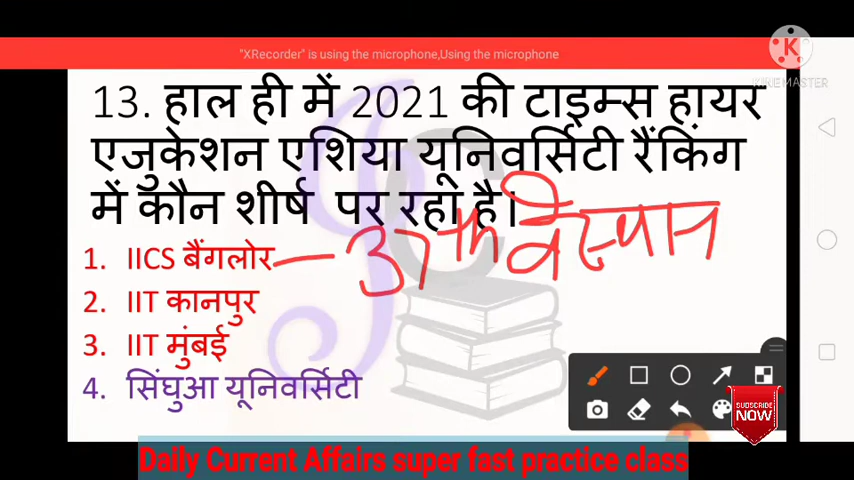 "XRecorder" is using the microphone,Using the microphone
K
KINEMASTER
13. हाल ही में 2021 की टाइम्स हायर
एजुकेशन एशिया यूनिवर्सिटी रैंकिंग
में कौन शीर्ष पर रहा है।
1. IICS बैंगलोर – 37th वें स्थान
2. IIT कानपुर
3. IIT मुंबई
4. सिंघुआ यूनिवर्सिटी
SUBSCRIBE
NOW
Daily Current Affairs super fast practice class